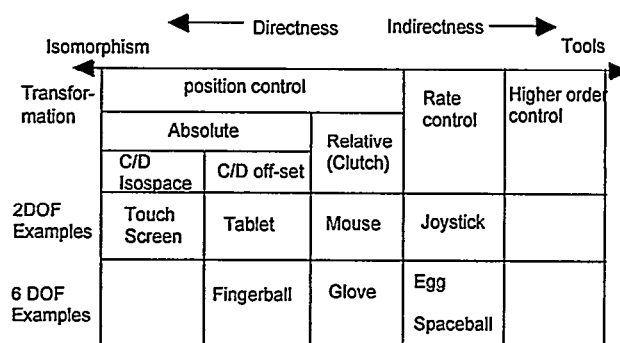 Directness Indirectness
Isomorphism Tools
Transfor-
mation
position control
Rate
control
Higher order
control
Absolute
Relative
(Clutch)
C/D
Isospace
C/D off-set
2DOF
Examples
Touch
Screen
Tablet
Mouse
Joystick
6 DOF
Examples
Fingerball
Glove
Egg
Spaceball